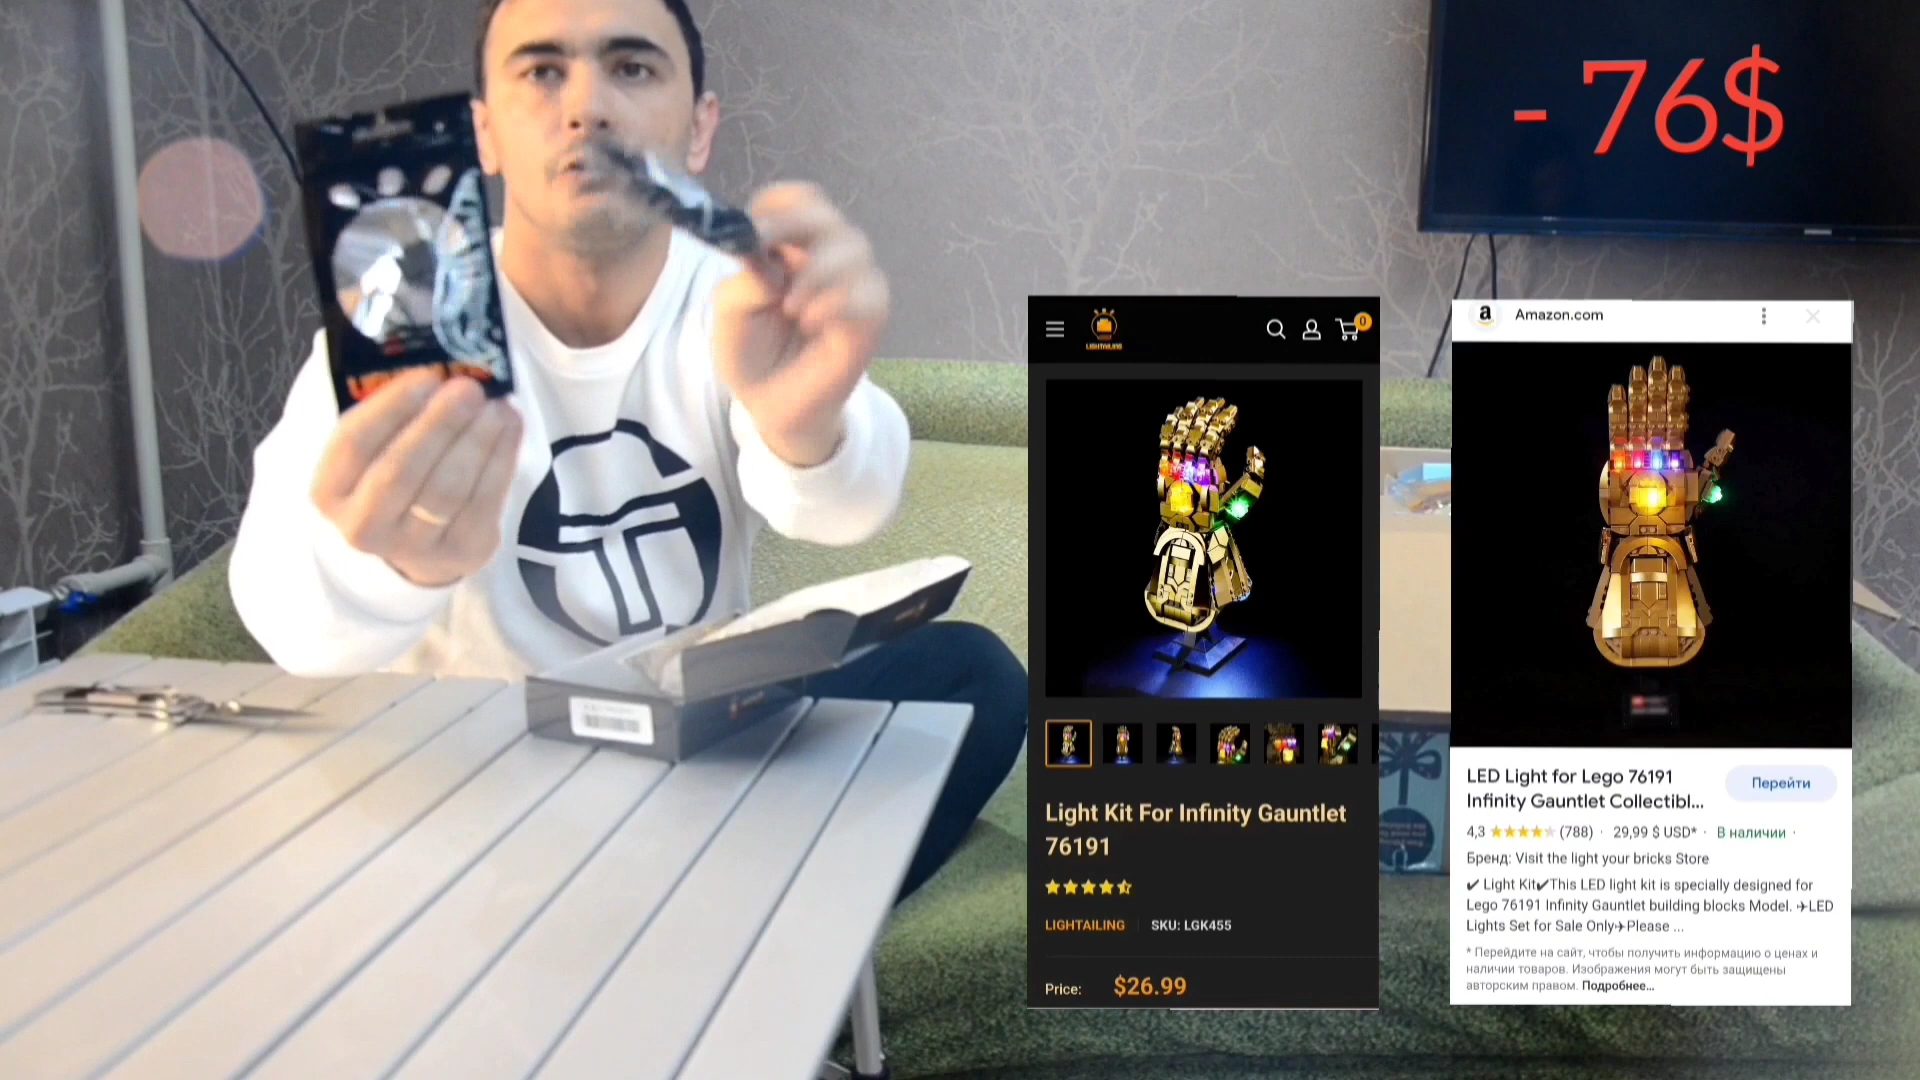 - 76$
LIGHTAILING
0
Light Kit For Infinity Gauntlet
76191
LIGHTAILING SKU: LGK455
Price: $26.99
a Amazon.com
LED Light for Lego 76191
Infinity Gauntlet Collectibl...
Перейти
4,3 (788) · 29,99 $ USD* · В наличии ·
Бренд: Visit the light your bricks Store
✔ Light Kit✔This LED light kit is specially designed for
Lego 76191 Infinity Gauntlet building blocks Model. ✈LED
Lights Set for Sale Only✈Please ...
* Перейдите на сайт, чтобы получить информацию о ценах и
наличии товаров. Изображения могут быть защищены
авторским правом. Подробнее...